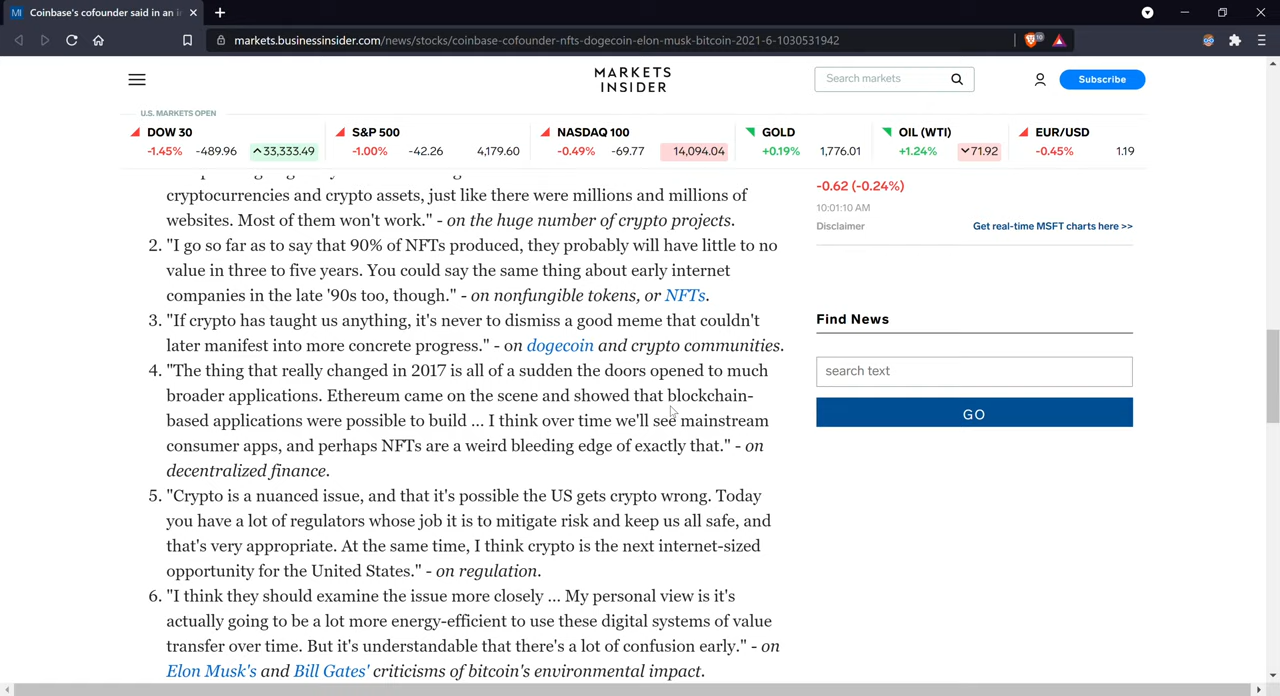 Coinbase's cofounder said in an i
markets.businessinsider.com/news/stocks/coinbase-cofounder-nfts-dogecoin-elon-musk-bitcoin-2021-6-1030531942
10
MARKETS
INSIDER
Search markets
Subscribe
U.S. MARKETS OPEN
DOW 30
-1.45% -489.96 33,333.49
S&P 500
-1.00% -42.26 4,179.60
NASDAQ 100
-0.49% -69.77 14,094.04
GOLD
+0.19% 1,776.01
OIL (WTI)
+1.24% 71.92
EUR/USD
-0.45% 1.19
cryptocurrencies and crypto assets, just like there were millions and millions of
websites. Most of them won't work." - on the huge number of crypto projects.
2. "I go so far as to say that 90% of NFTs produced, they probably will have little to no
value in three to five years. You could say the same thing about early internet
companies in the late '90s too, though." - on nonfungible tokens, or NFTs.
3. "If crypto has taught us anything, it's never to dismiss a good meme that couldn't
later manifest into more concrete progress." - on dogecoin and crypto communities.
4. "The thing that really changed in 2017 is all of a sudden the doors opened to much
broader applications. Ethereum came on the scene and showed that blockchain-
based applications were possible to build ... I think over time we'll see mainstream
consumer apps, and perhaps NFTs are a weird bleeding edge of exactly that." - on
decentralized finance.
5. "Crypto is a nuanced issue, and that it's possible the US gets crypto wrong. Today
you have a lot of regulators whose job it is to mitigate risk and keep us all safe, and
that's very appropriate. At the same time, I think crypto is the next internet-sized
opportunity for the United States." - on regulation.
6. "I think they should examine the issue more closely ... My personal view is it's
actually going to be a lot more energy-efficient to use these digital systems of value
transfer over time. But it's understandable that there's a lot of confusion early." - on
Elon Musk's and Bill Gates' criticisms of bitcoin's environmental impact.
-0.62 (-0.24%)
10:01:10 AM
Disclaimer
Get real-time MSFT charts here >>
Find News
search text
GO